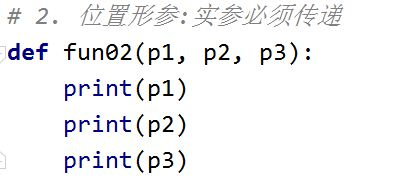 # 2. 位置形参:实参必须传递
def fun02(p1, p2, p3):
    print(p1)
    print(p2)
    print(p3)